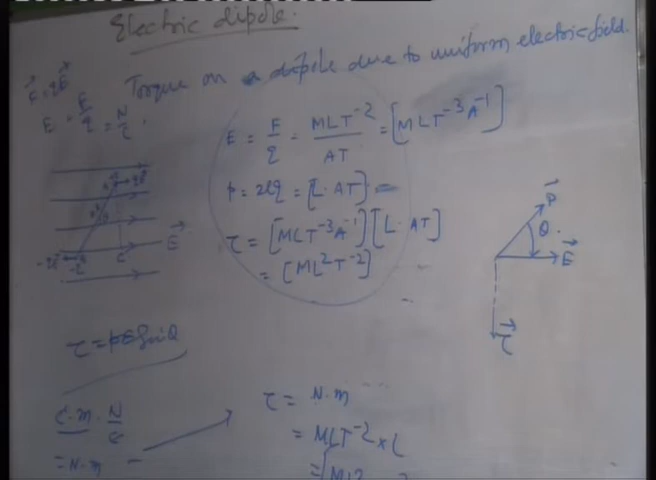 Electric dipole.
Torque on a dipole due to uniform electric field.
E = F/q = N/C.
E = F/q = MLT⁻²/AT = [MLT⁻³A⁻¹]
p = 2lq = [L·AT]
τ = [MLT⁻³A⁻¹][L·AT]
= [ML²T⁻²]
E⃗
P⃗
θ
E⃗
τ⃗
τ = pE Sinθ
C·m · N/C
= N·m
τ = N·m
= MLT⁻² × L